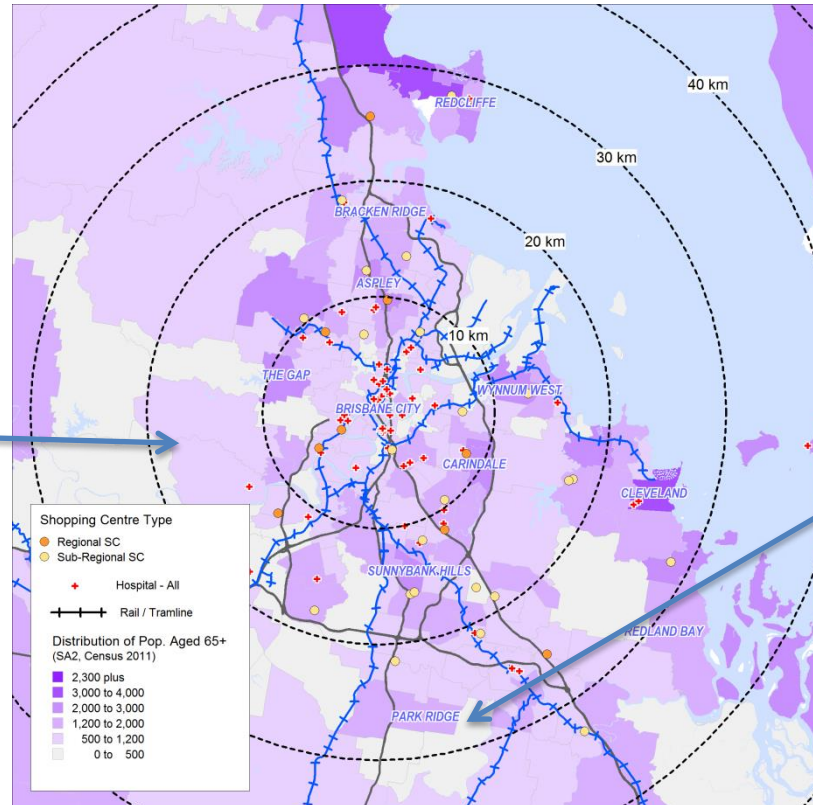 40 km
REDCLIFFE
30 km
BRACKEN RIDGE
20 km
ASPLEY
10 km
THE GAP
WYNNUM WEST
BRISBANE CITY
CARINDALE
CLEVELAND
SUNNYBANK HILLS
REDLAND BAY
PARK RIDGE
Shopping Centre Type
Regional SC
Sub-Regional SC
Hospital - All
Rail / Tramline
Distribution of Pop. Aged 65+
(SA2, Census 2011)
2,300 plus
3,000 to 4,000
2,000 to 3,000
1,200 to 2,000
500 to 1,200
0 to 500